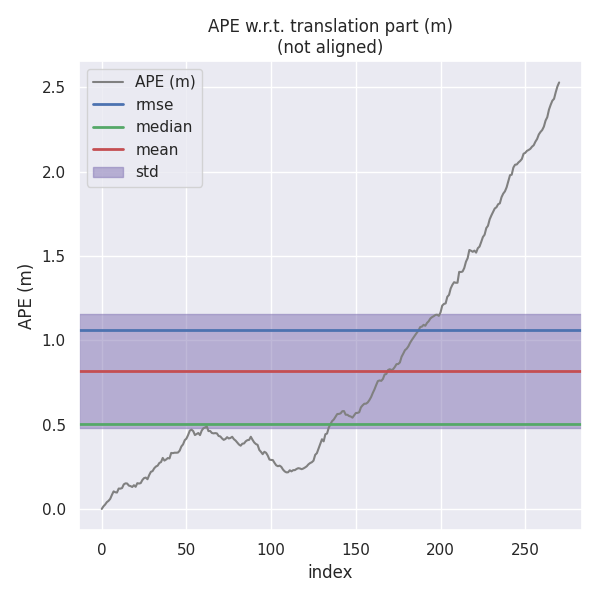 APE w.r.t. translation part (m)
(not aligned)
APE (m)
rmse
median
mean
std
2.5
2.0
1.5
1.0
0.5
0.0
APE (m)
0 50 100 150 200 250
index